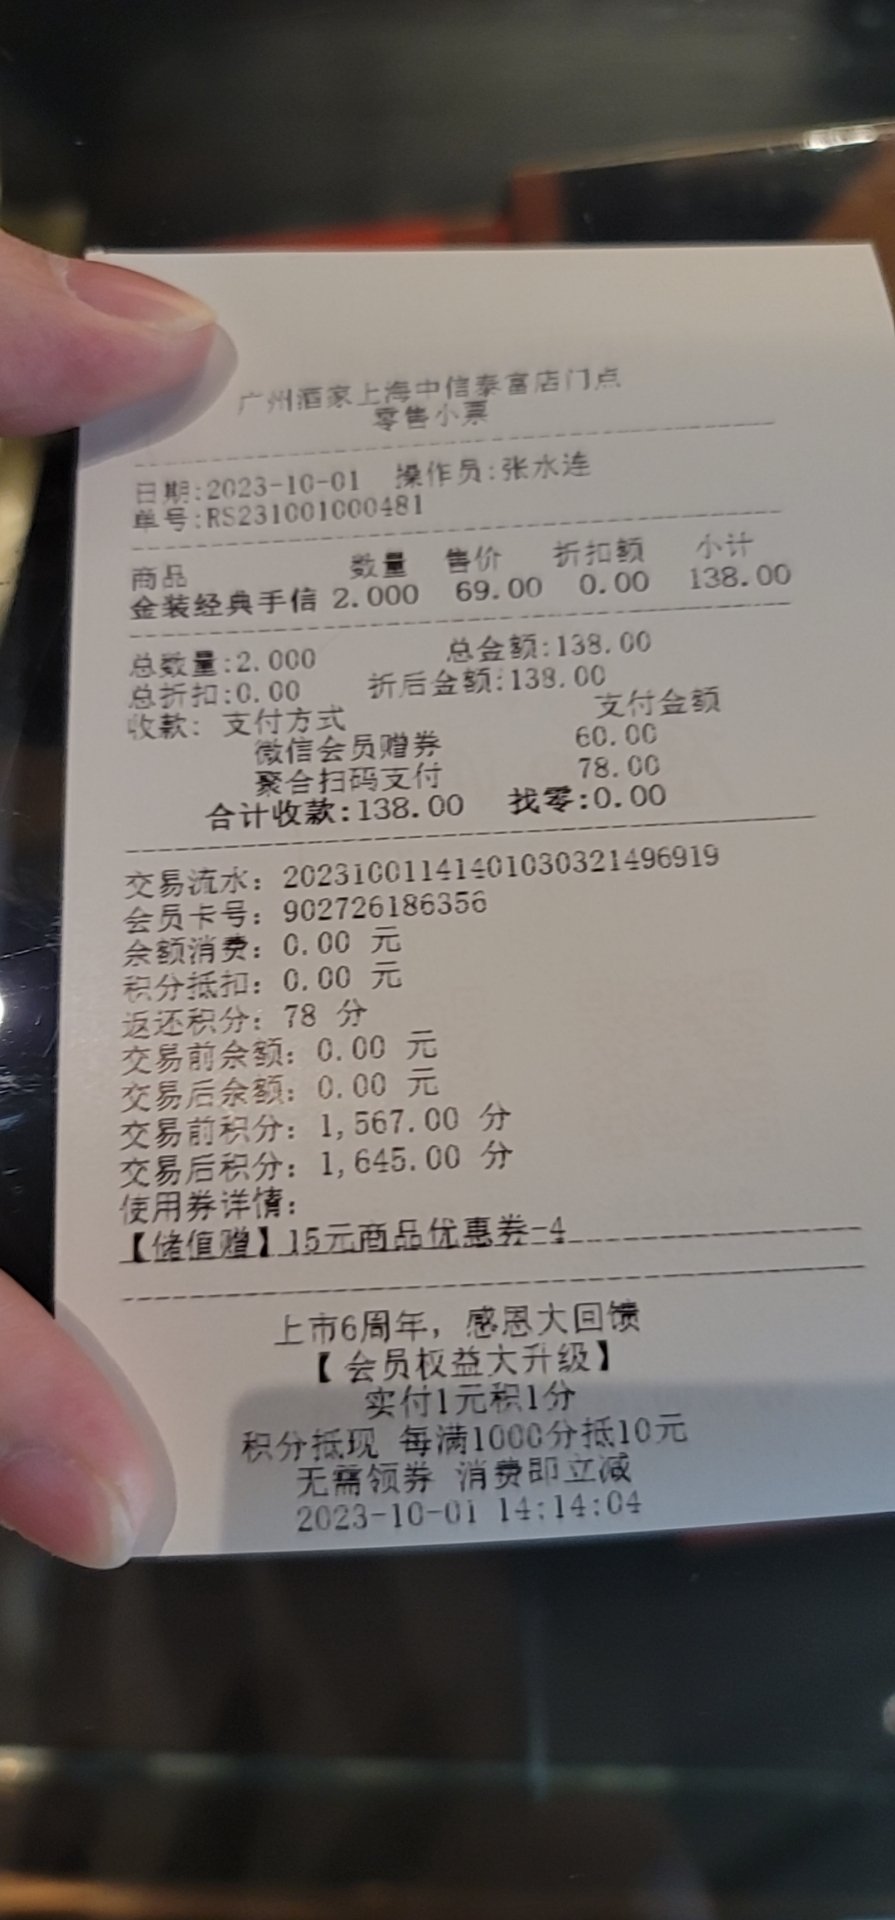 广州酒家上海中信泰富店门点
零售小票
日期:2023-10-01 操作员:张水连
单号:RS231001000481
商品 数量 售价 折扣额 小计
金装经典手信 2.000 69.00 0.00 138.00
总数量:2.000 总金额:138.00
总折扣:0.00 折后金额:138.00
收款: 支付方式 支付金额
微信会员赠券 60.00
聚合扫码支付 78.00
合计收款:138.00 找零:0.00
交易流水: 20231001141401030321496919
会员卡号: 902726186356
余额消费: 0.00 元
积分抵扣: 0.00 元
返还积分: 78 分
交易前余额: 0.00 元
交易后余额: 0.00 元
交易前积分: 1,567.00 分
交易后积分: 1,645.00 分
使用券详情:
【储值赠】15元商品优惠券-4
上市6周年, 感恩大回馈
【会员权益大升级】
实付1元积1分
积分抵现 每满1000分抵10元
无需领券 消费即立减
2023-10-01 14:14:04